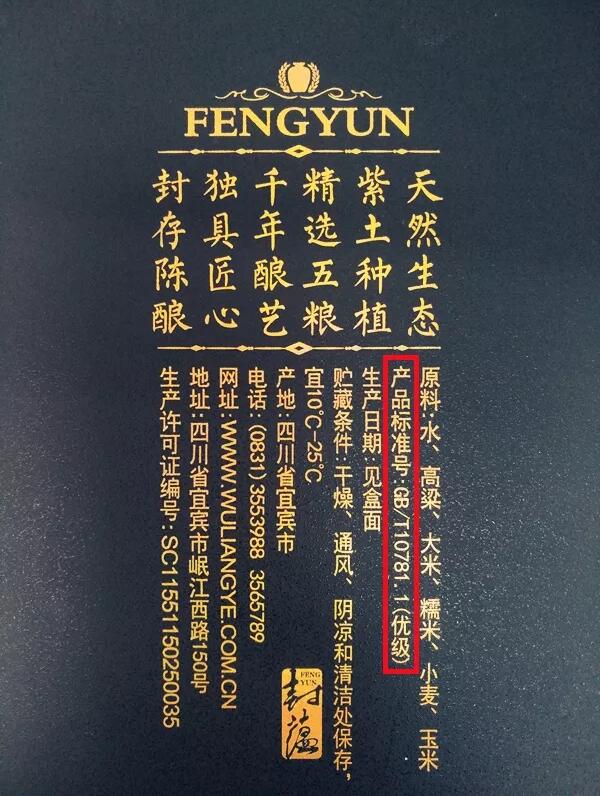 FENGYUN
天然生态
紫土种植
精选五粮
千年酿艺
独具匠心
封存陈酿
原料:水、高粱、大米、糯米、小麦、玉米
产品标准号:GB/T10781.1(优级)
生产日期:见盒面
贮藏条件:干燥、通风、阴凉和清洁处保存,
宜10℃-25℃
产地:四川省宜宾市
电话:(0831)3553988 3565789
网址:WWW.WULIANGYE.COM.CN
地址:四川省宜宾市岷江西路150号
生产许可证编号:SC11551150250035
FENG
YUN
封蕴